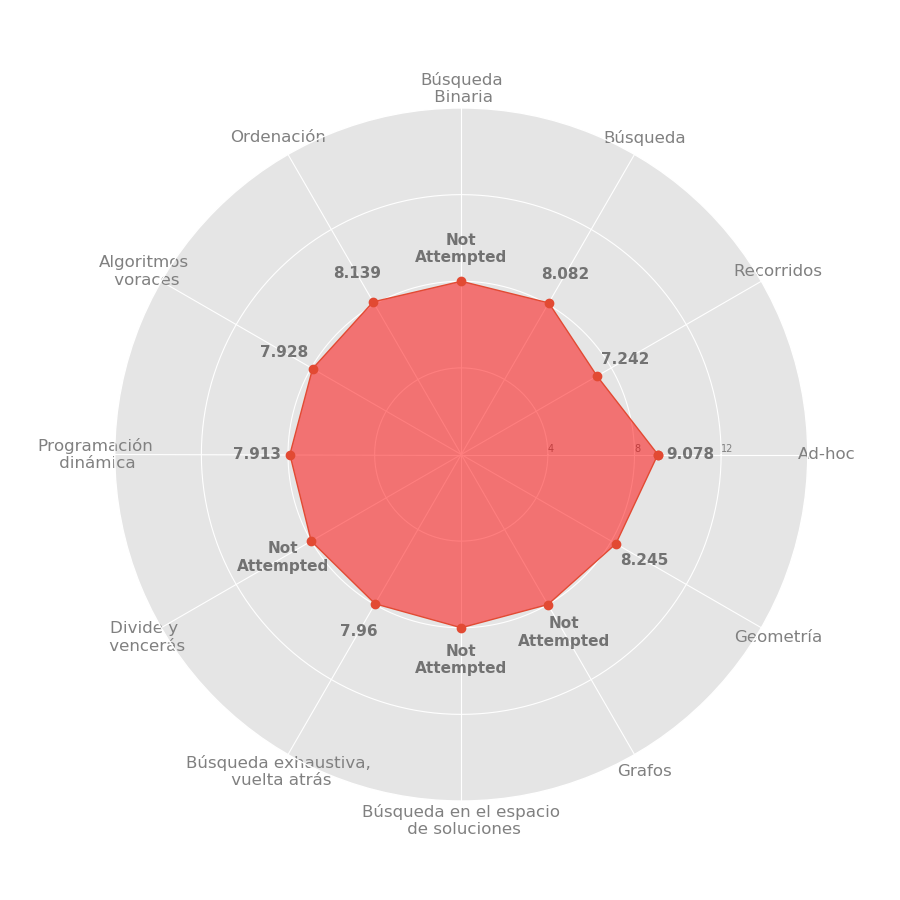 Búsqueda
Binaria
Ordenación
Búsqueda
Not
Attempted
Algoritmos
voraces
8.139
8.082
Recorridos
7.928
7.242
Programación
dinámica
7.913
4
8
12
9.078
Ad-hoc
Not
Attempted
8.245
Divide y
vencerás
7.96
Not
Attempted
Not
Attempted
Geometría
Búsqueda exhaustiva,
vuelta atrás
Grafos
Búsqueda en el espacio
de soluciones